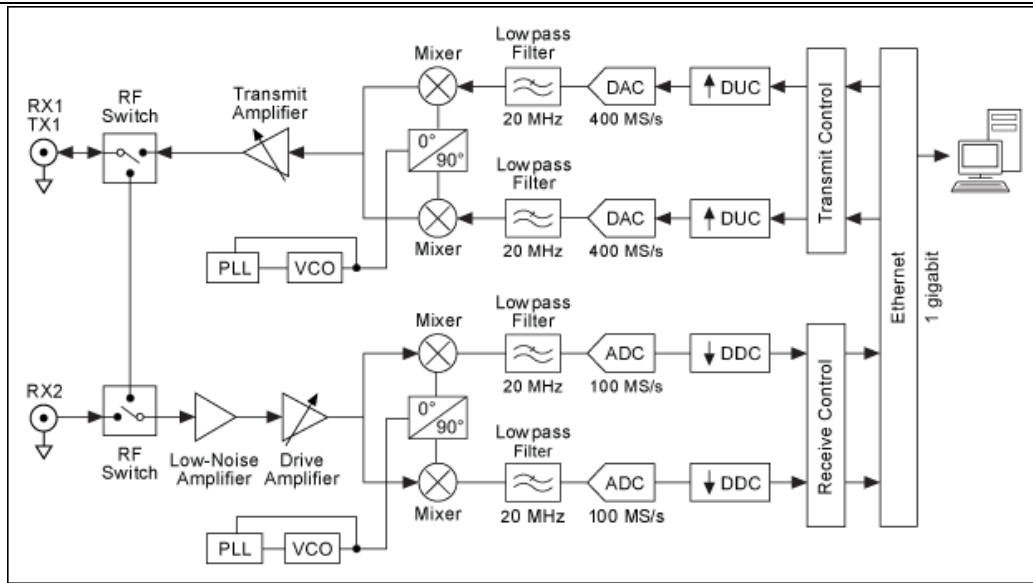 Lowpass
Filter
Mixer
20 MHz
DAC
400 MS/s
DUC
Transmit
Amplifier
RF
Switch
RX1
TX1
0°
90°
Lowpass
Filter
20 MHz
DAC
400 MS/s
DUC
Mixer
PLL
VCO
Transmit Control
Ethernet
1 gigabit
Lowpass
Filter
Mixer
20 MHz
ADC
100 MS/s
DDC
RX2
RF
Switch
Low-Noise
Amplifier
Drive
Amplifier
0°
90°
Lowpass
Filter
20 MHz
ADC
100 MS/s
DDC
Mixer
PLL
VCO
Receive Control